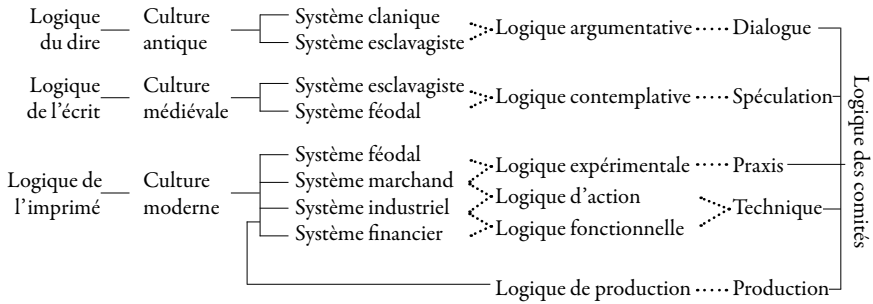 Logique
du dire
Culture
antique
Système clanique
Système esclavagiste
Logique argumentative
Dialogue
Logique
de l'écrit
Culture
médiévale
Système esclavagiste
Système féodal
Logique contemplative
Spéculation
Logique de
l'imprimé
Culture
moderne
Système féodal
Système marchand
Système industriel
Système financier
Logique expérimentale
Praxis
Logique d'action
Logique fonctionnelle
Technique
Logique de production
Production
Logique des comités